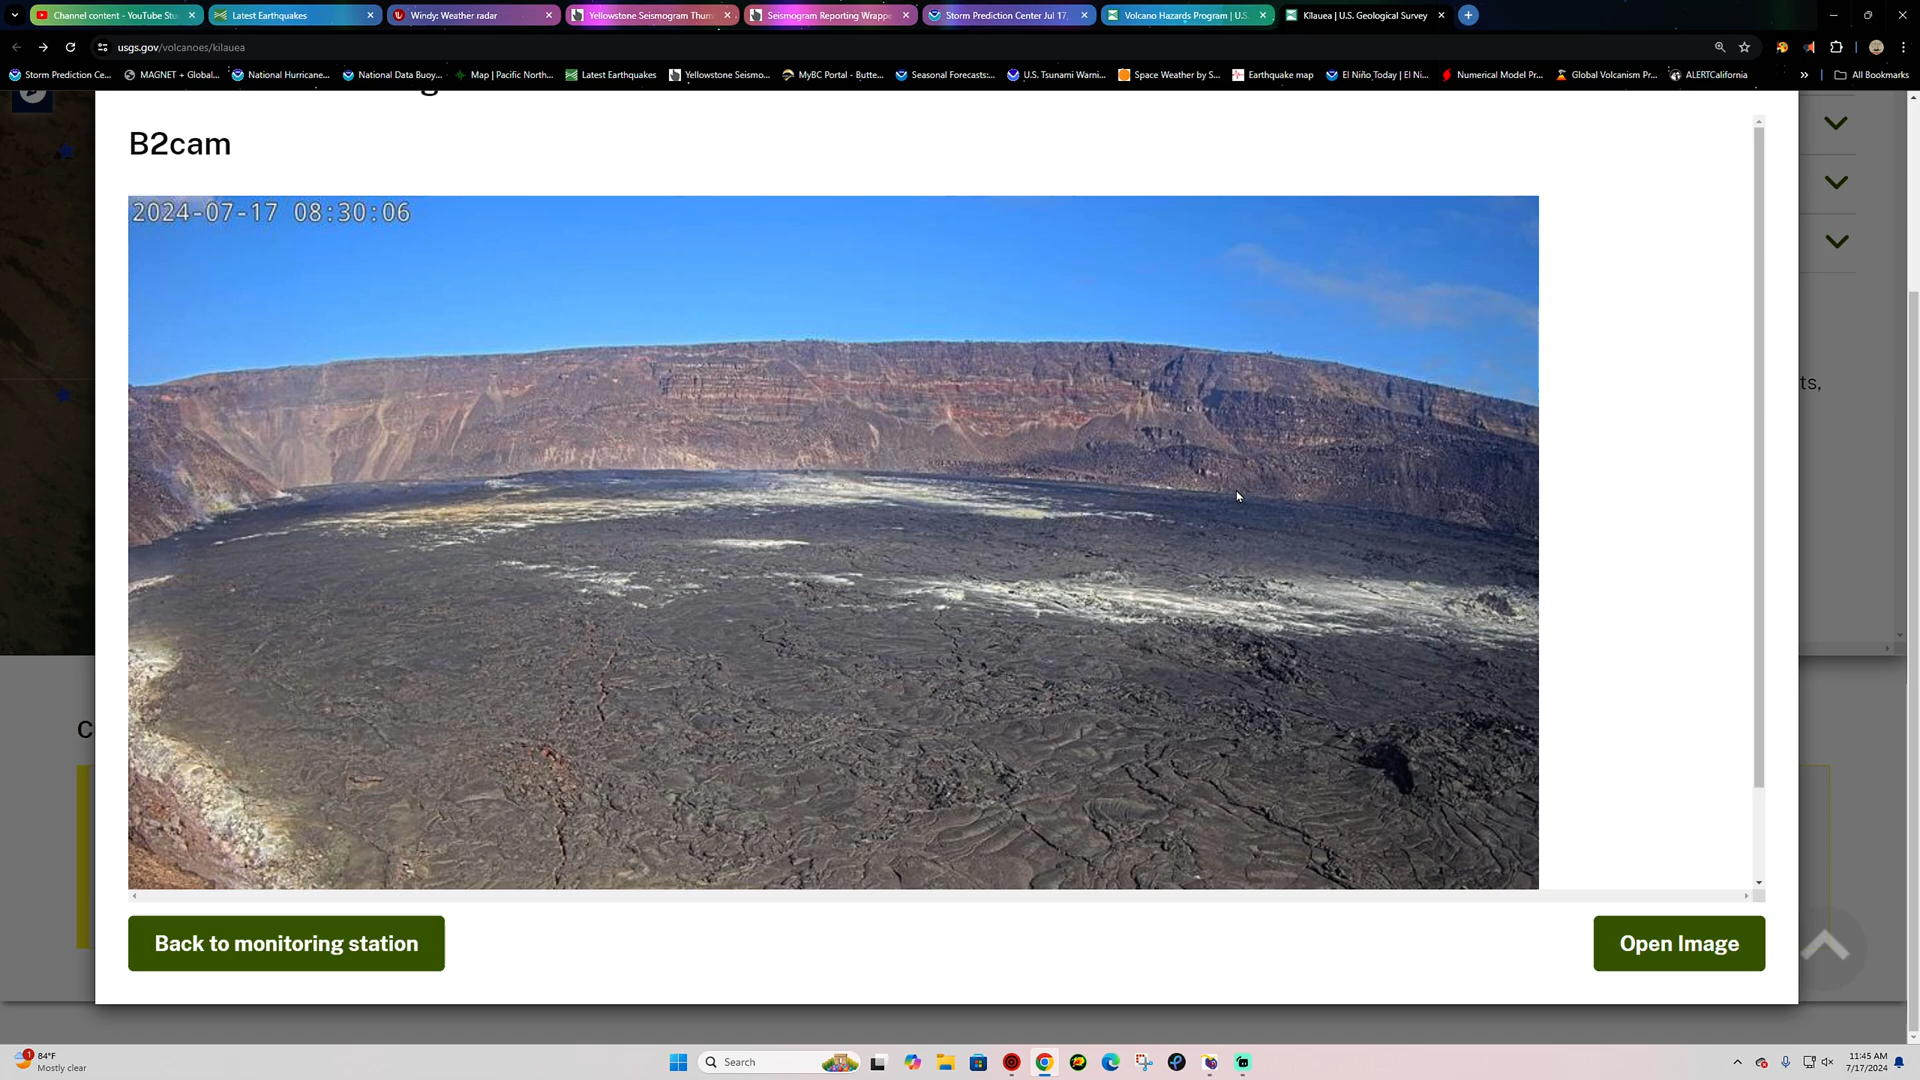 Channel content - YouTube Stu
Latest Earthquakes
Windy: Weather radar
Yellowstone Seismogram Thum
Seismogram Reporting Wrappe
Storm Prediction Center Jul 17,
Volcano Hazards Program | U.S.
Kīlauea | U.S. Geological Survey
usgs.gov/volcanoes/kilauea
Storm Prediction Ce...
MAGNET + Global...
National Hurricane...
National Data Buoy...
Map | Pacific North...
Latest Earthquakes
Yellowstone Seismo...
MyBC Portal - Butte...
Seasonal Forecasts:...
U.S. Tsunami Warni...
Space Weather by S...
Earthquake map
El Niño Today | El Ni...
Numerical Model Pr...
Global Volcanism Pr...
ALERTCalifornia
All Bookmarks
B2cam
2024-07-17 08:30:06
ts,
C
Back to monitoring station
Open Image
84°F
Mostly clear
Search
11:45 AM
7/17/2024